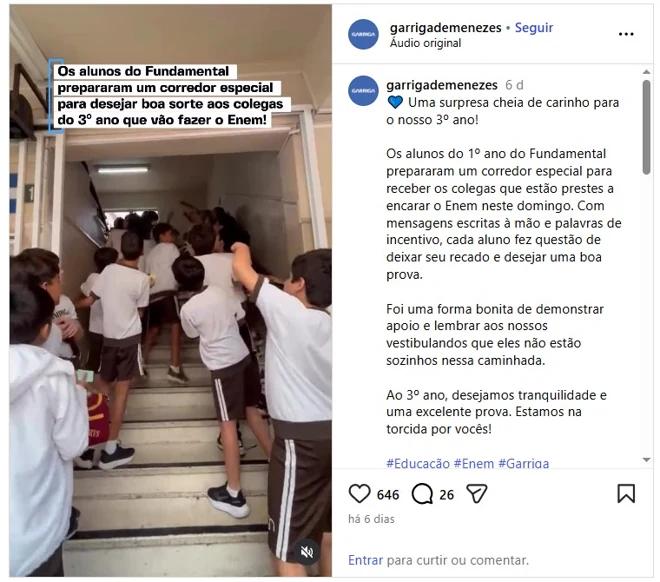 Os alunos do Fundamental
prepararam um corredor especial
para desejar boa sorte aos colegas
do 3º ano que vão fazer o Enem!
GARRIGA
garrigademenezes • Seguir
Áudio original
GARRIGA
garrigademenezes 6 d
💙 Uma surpresa cheia de carinho para
o nosso 3º ano!
Os alunos do 1º ano do Fundamental
prepararam um corredor especial para
receber os colegas que estão prestes a
encarar o Enem neste domingo. Com
mensagens escritas à mão e palavras de
incentivo, cada aluno fez questão de
deixar seu recado e desejar uma boa
prova.
Foi uma forma bonita de demonstrar
apoio e lembrar aos nossos
vestibulandos que eles não estão
sozinhos nessa caminhada.
Ao 3º ano, desejamos tranquilidade e
uma excelente prova. Estamos na
torcida por vocês!
#Educação #Enem #Garriga
646 26
há 6 dias
Entrar para curtir ou comentar.